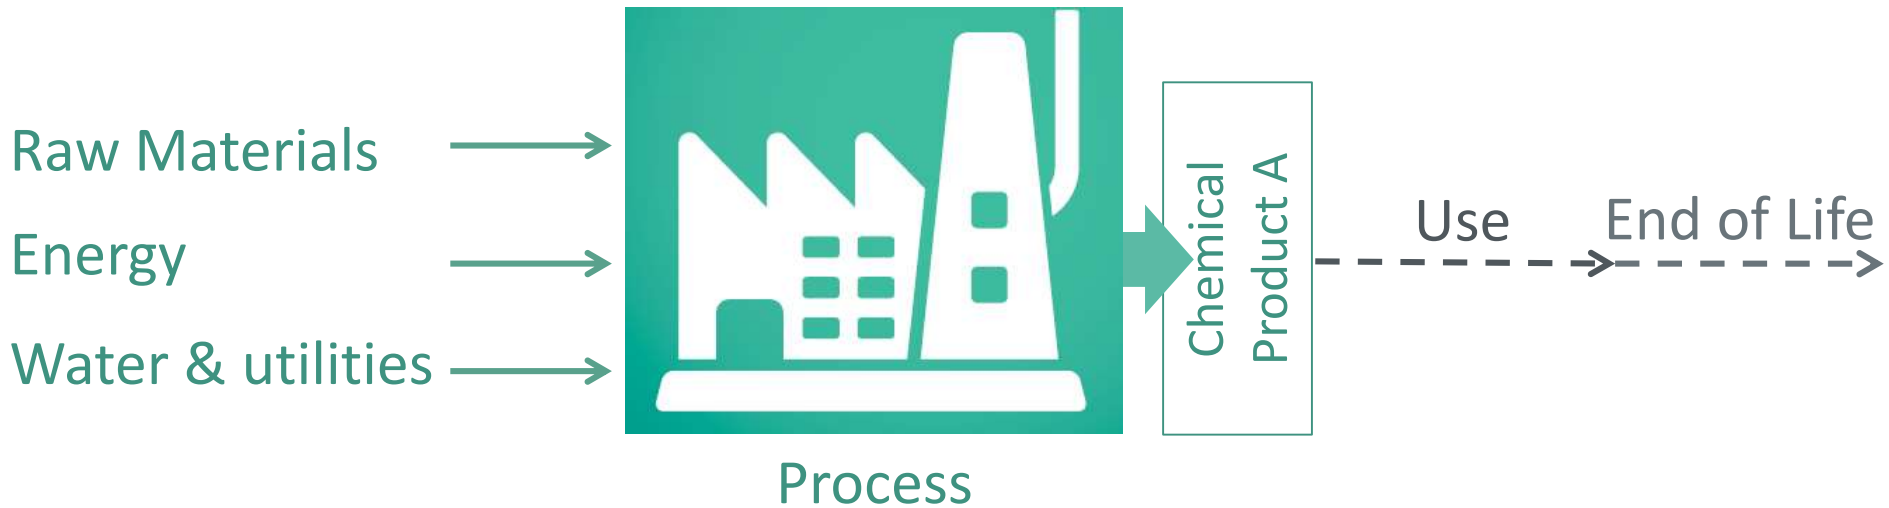 Raw Materials
Energy
Water & utilities
Process
Chemical
Product A
Use
End of Life